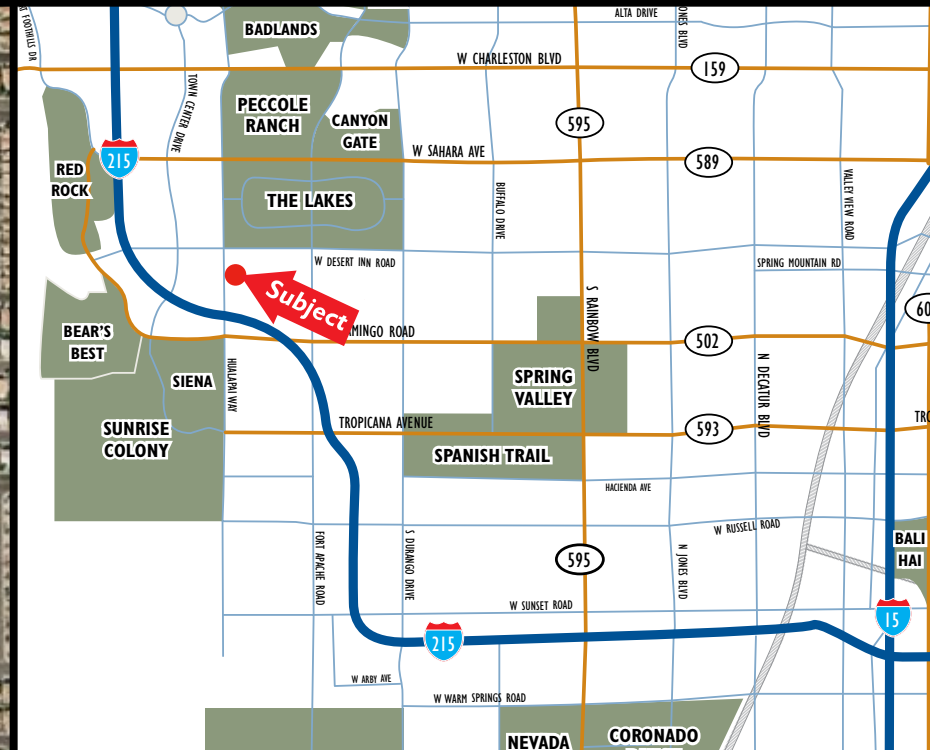 ALTA DRIVE
BADLANDS
W CHARLESTON BLVD
159
TOWN CENTER DRIVE
PECCOLE
RANCH
CANYON
GATE
595
215
W SAHARA AVE
589
RED
ROCK
THE LAKES
BUFFALO DRIVE
VALLEY VIEW ROAD
W DESERT INN ROAD
SPRING MOUNTAIN RD
Subject
S RAINBOW BLVD
60
BEAR'S
BEST
MINGO ROAD
502
HUALAPAI WAY
SIENA
SPRING
VALLEY
N DECATUR BLVD
SUNRISE
COLONY
TROPICANA AVENUE
593
SPANISH TRAIL
HACIENDA AVE
W RUSSELL ROAD
FORT APACHE ROAD
S DURANGO DRIVE
595
N JONES BLVD
BALI
HAI
W SUNSET ROAD
15
215
W ARBY AVE
W WARM SPRINGS ROAD
NEVADA
CORONADO